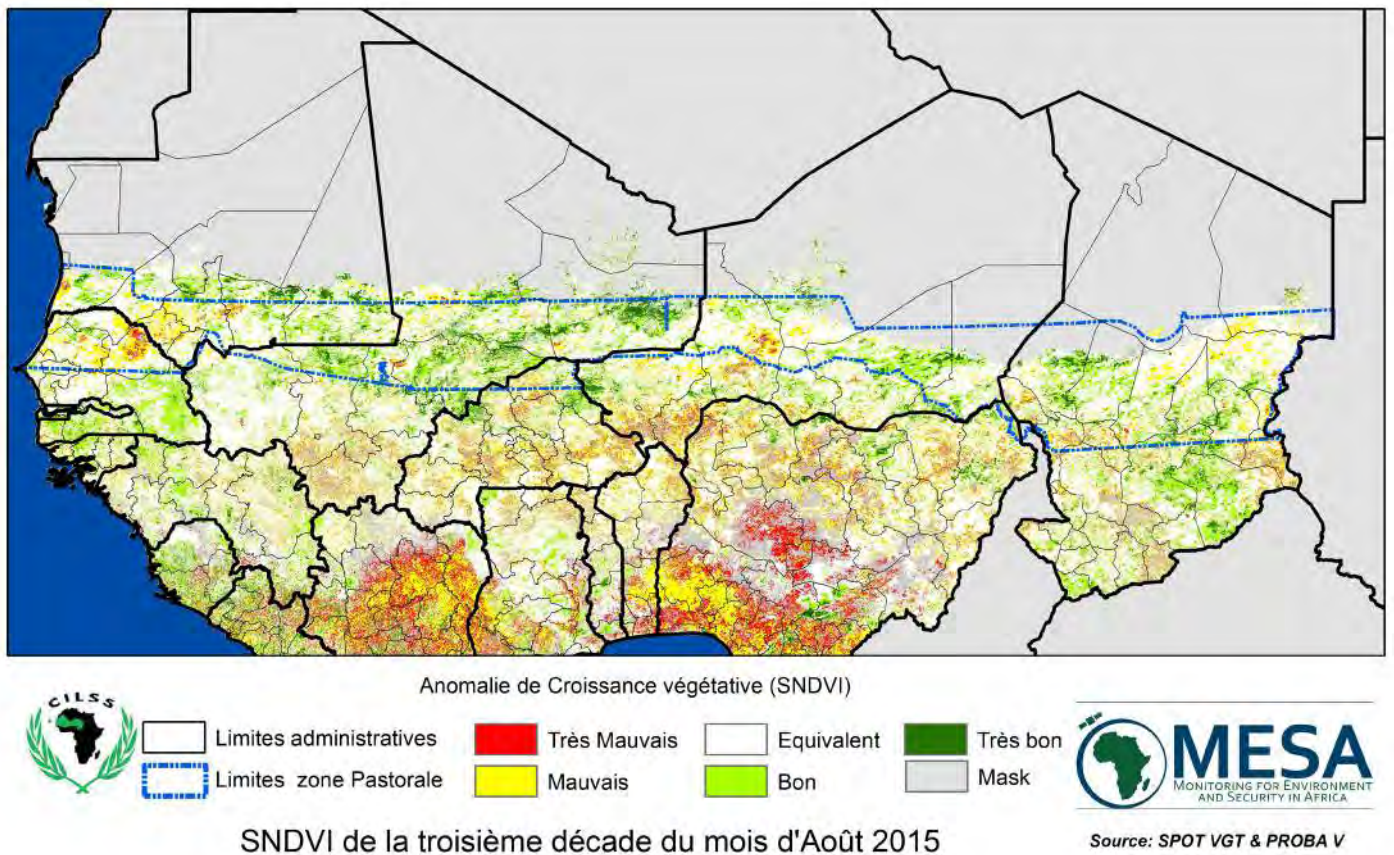 Anomalie de Croissance végétative (SNDVI)
CILSS
Limites administratives
Limites zone Pastorale
Très Mauvais
Mauvais
Equivalent
Bon
Très bon
Mask
MESA
MONITORING FOR ENVIRONMENT
AND SECURITY IN AFRICA
SNDVI de la troisième décade du mois d'Août 2015
Source: SPOT VGT & PROBA V